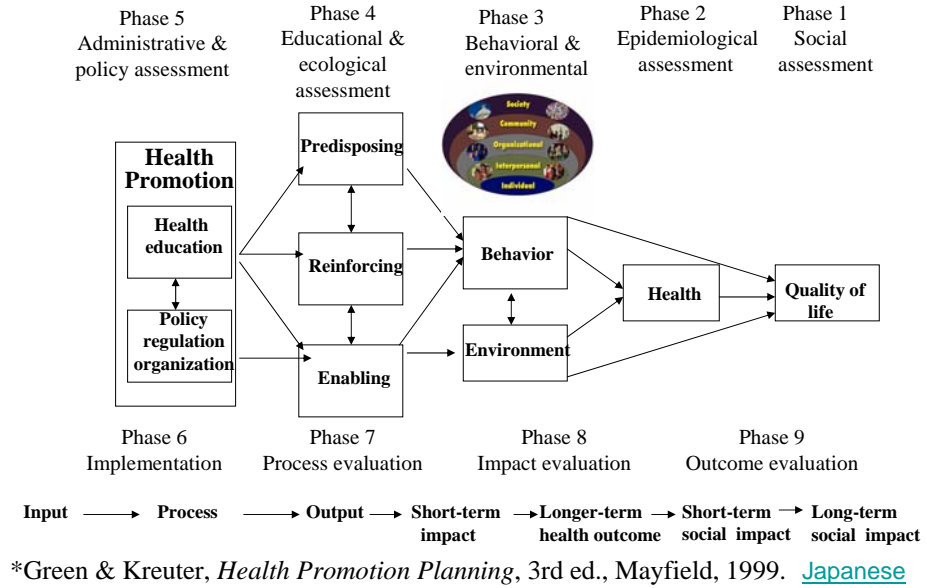 Phase 5
Administrative &
policy assessment
Phase 4
Educational &
ecological
assessment
Phase 3
Behavioral &
environmental
Phase 2
Epidemiological
assessment
Phase 1
Social
assessment
Society
Community
Organizational
Interpersonal
Individual
Health
Promotion
Health
education
Policy
regulation
organization
Predisposing
Reinforcing
Enabling
Behavior
Environment
Health
Quality of
life
Phase 6
Implementation
Phase 7
Process evaluation
Phase 8
Impact evaluation
Phase 9
Outcome evaluation
Input
Process
Output
Short-term
impact
Longer-term
health outcome
Short-term
social impact
Long-term
social impact
*Green & Kreuter, Health Promotion Planning, 3rd ed., Mayfield, 1999. Japanese